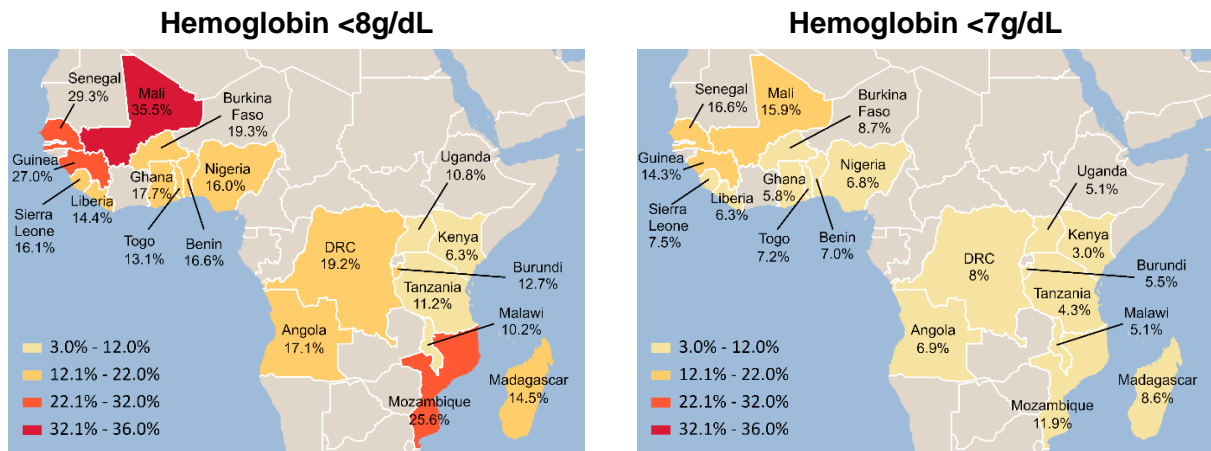 Hemoglobin <8g/dL
Senegal
29.3%
Mali
35.5%
Burkina
Faso
19.3%
Guinea
27.0%
Ghana
17.7%
Nigeria
16.0%
Uganda
10.8%
Sierra
Leone
16.1%
Liberia
14.4%
Togo
13.1%
Benin
16.6%
DRC
19.2%
Kenya
6.3%
Burundi
12.7%
Tanzania
11.2%
Malawi
10.2%
Angola
17.1%
Mozambique
25.6%
Madagascar
14.5%
3.0% - 12.0%
12.1% - 22.0%
22.1% - 32.0%
32.1% - 36.0%
Hemoglobin <7g/dL
Senegal
16.6%
Mali
15.9%
Burkina
Faso
8.7%
Guinea
14.3%
Ghana
5.8%
Nigeria
6.8%
Uganda
5.1%
Sierra
Leone
7.5%
Liberia
6.3%
Togo
7.2%
Benin
7.0%
DRC
8%
Kenya
3.0%
Burundi
5.5%
Tanzania
4.3%
Malawi
5.1%
Angola
6.9%
Mozambique
11.9%
Madagascar
8.6%
3.0% - 12.0%
12.1% - 22.0%
22.1% - 32.0%
32.1% - 36.0%